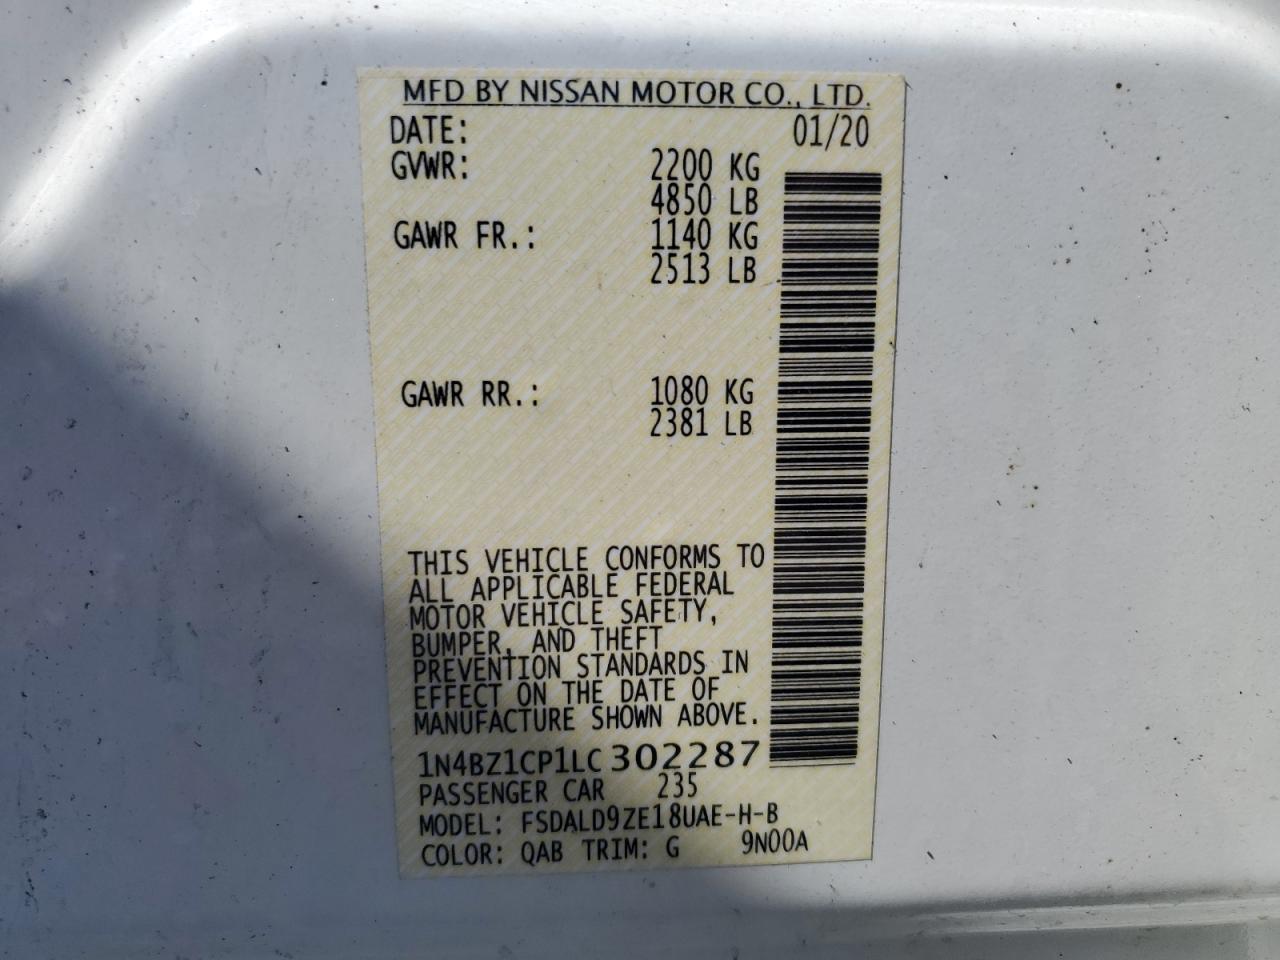 MFD BY NISSAN MOTOR CO., LTD.
DATE: 01/20
GVWR: 2200 KG
4850 LB
GAWR FR.: 1140 KG
2513 LB
GAWR RR.: 1080 KG
2381 LB
THIS VEHICLE CONFORMS TO
ALL APPLICABLE FEDERAL
MOTOR VEHICLE SAFETY,
BUMPER, AND THEFT
PREVENTION STANDARDS IN
EFFECT ON THE DATE OF
MANUFACTURE SHOWN ABOVE.
1N4BZ1CP1LC302287
PASSENGER CAR 235
MODEL: FSDALD9ZE18UAE-H-B
COLOR: QAB TRIM: G 9N00A